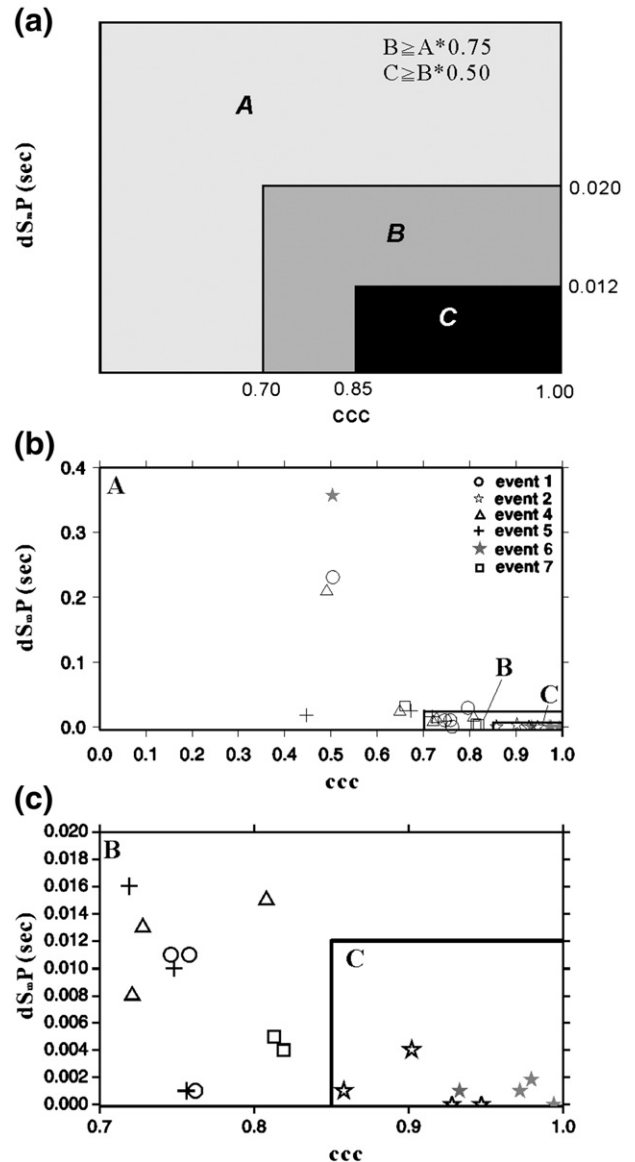 (a)
B≧A*0.75
C≧B*0.50
A
dSmP (sec)
0.020
B
0.012
C
0.70 0.85 1.00
ccc
(b)
0.4
A
event 1
event 2
event 4
event 5
event 6
event 7
0.3
dSmP (sec)
0.2
0.1
B
C
0.0
0.0 0.1 0.2 0.3 0.4 0.5 0.6 0.7 0.8 0.9 1.0
ccc
(c)
0.020
B
0.018
0.016
0.014
0.012
C
dSmP (sec)
0.010
0.008
0.006
0.004
0.002
0.000
0.7 0.8 0.9 1.0
ccc